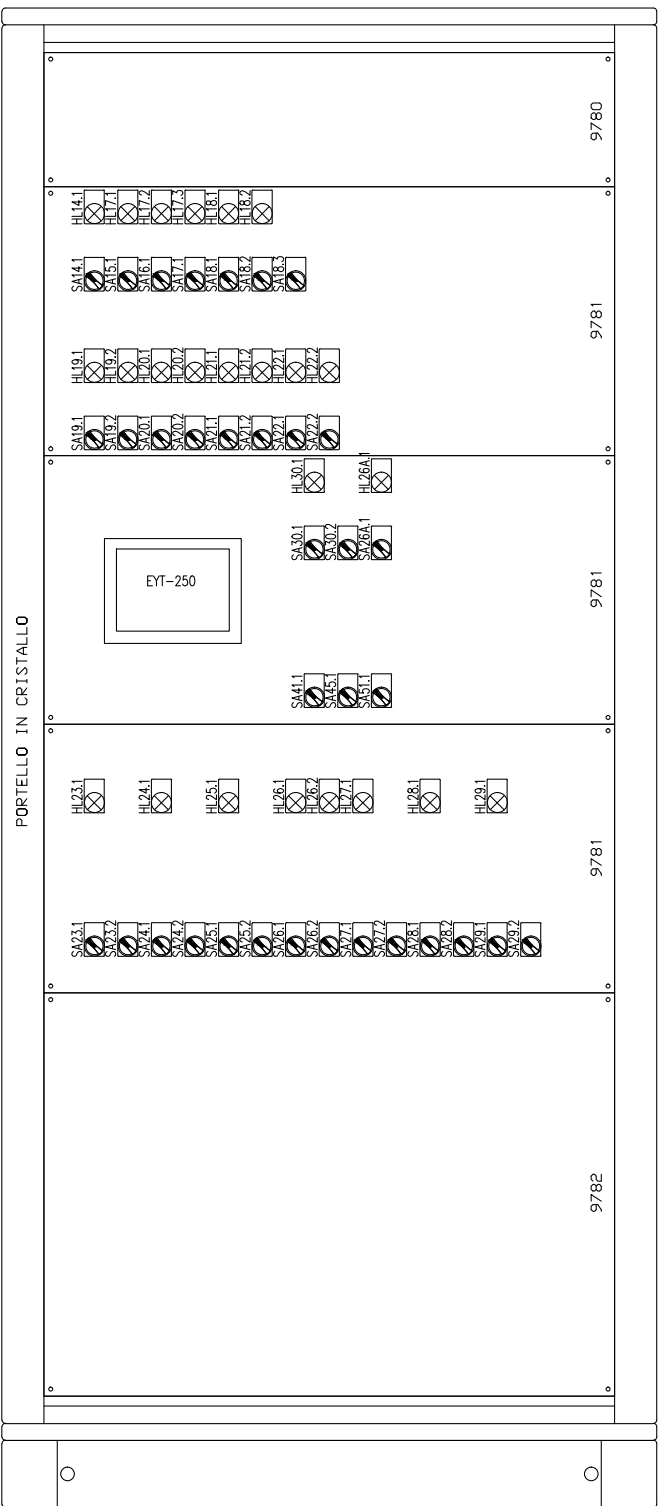 9780
HL14.1 HL17.1 HL17.2 HL17.3 HL18.1 HL18.2
SA14.1 SA15.1 SA16.1 SA17.1 SA18.1 SA18.2 SA18.3
9781
HL19.1 HL19.2 HL20.1 HL20.2 HL21.1 HL21.2 HL22.1 HL22.2
SA19.1 SA19.2 SA20.1 SA20.2 SA21.1 SA21.2 SA22.1 SA22.2
HL30.1 HL26A.1
SA30.1 SA30.2 SA26A.1
EYT-250
9781
SA41.1 SA45.1 SA51.1
PORTELLO IN CRISTALLO
HL23.1 HL24.1 HL25.1 HL26.1 HL26.2 HL27.1 HL28.1 HL29.1
9781
SA23.1 SA23.2 SA24.1 SA24.2 SA25.1 SA25.2 SA26.1 SA26.2 SA27.1 SA27.2 SA28.1 SA28.2 SA29.1 SA29.2
9782